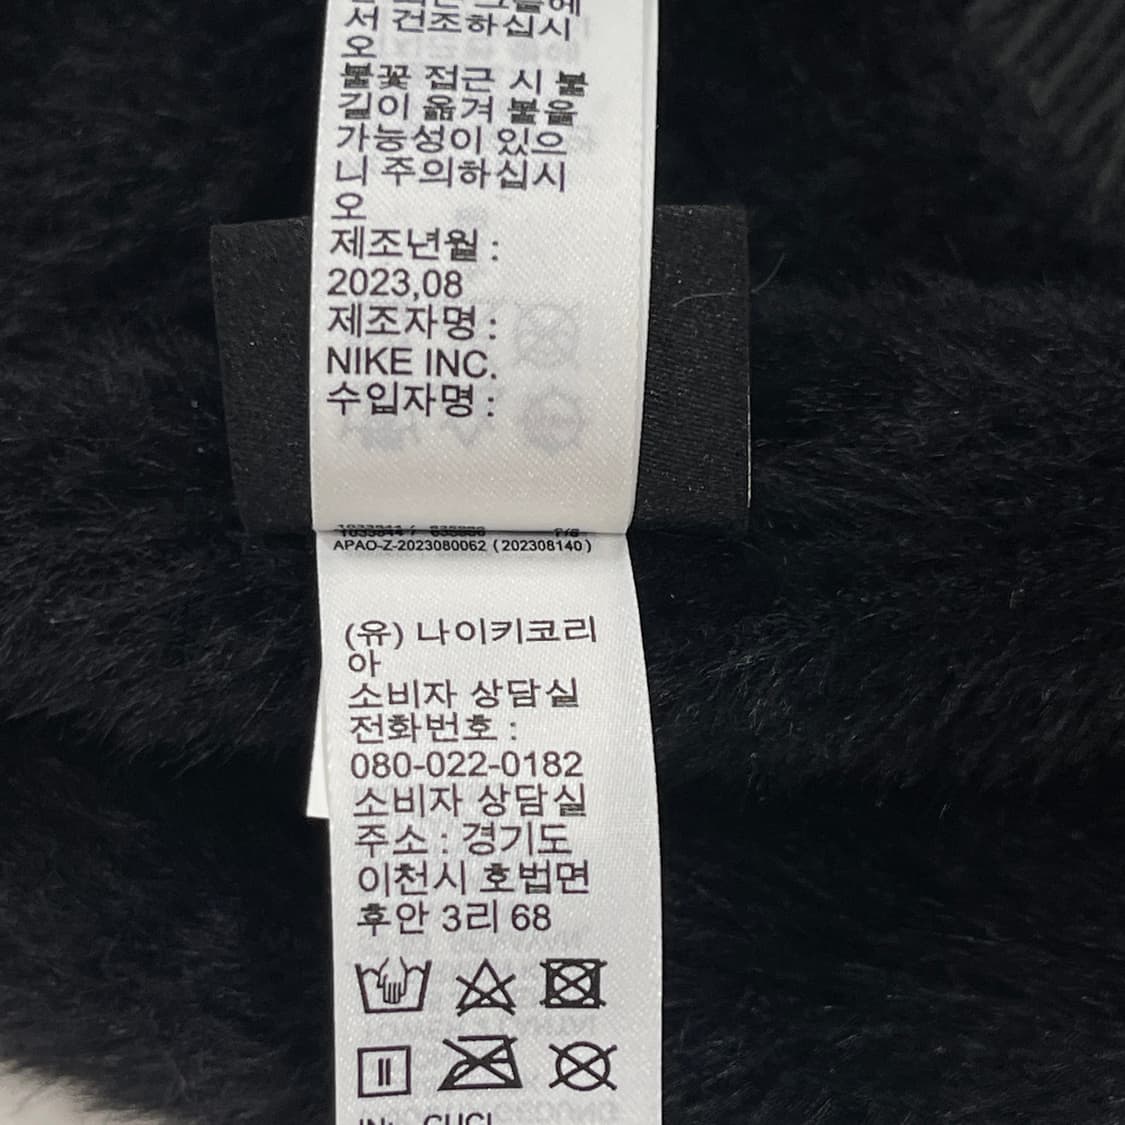 서 건조하십시
오
불꽃 접근 시 불
길이 옮겨 붙을
가능성이 있으
니 주의하십시
오
제조년월 :
2023,08
제조자명 :
NIKE INC.
수입자명 :
APAO-Z-2023080062 ( 202308140 )
(유) 나이키코리
아
소비자 상담실
전화번호 :
080-022-0182
소비자 상담실
주소 : 경기도
이천시 호법면
후안 3리 68